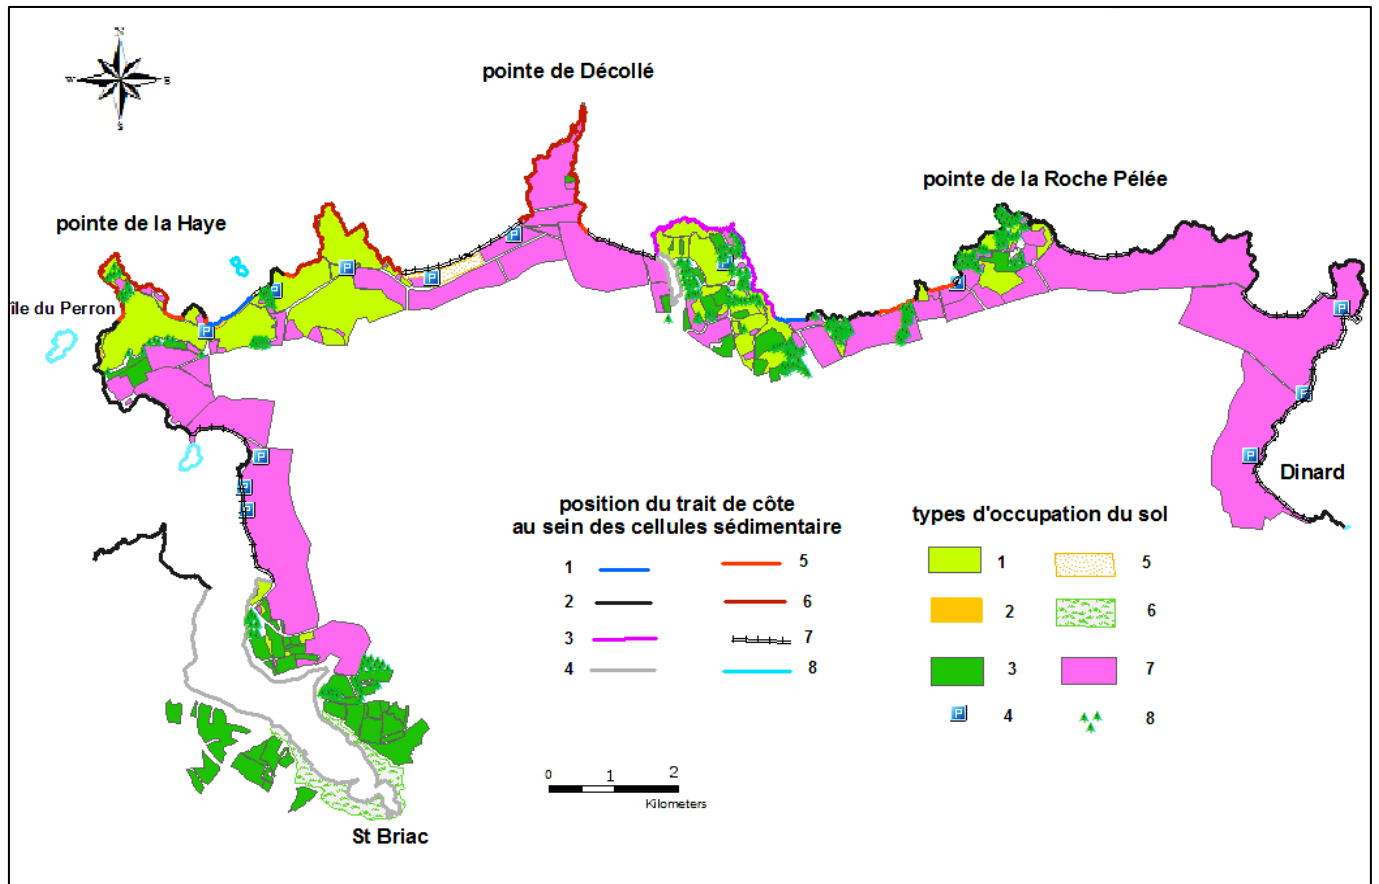 N
W E
S
pointe de Décollé
pointe de la Roche Pélée
pointe de la Haye
île du Perron
P
P
P
P
P
P
P
P
P
P
P
P
P
Dinard
St Briac
position du trait de côte
au sein des cellules sédimentaire
1 5
2 6
3 7
4 8
types d'occupation du sol
1 5
2 6
3 7
P 4 8
0 1 2
Kilometers